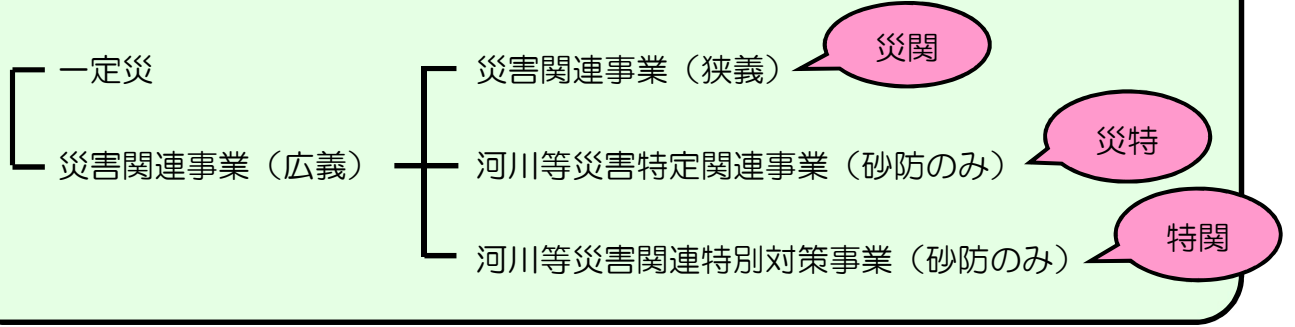 一定災
災害関連事業（広義）
災害関連事業（狭義）
災関
河川等災害特定関連事業（砂防のみ）
災特
河川等災害関連特別対策事業（砂防のみ）
特関